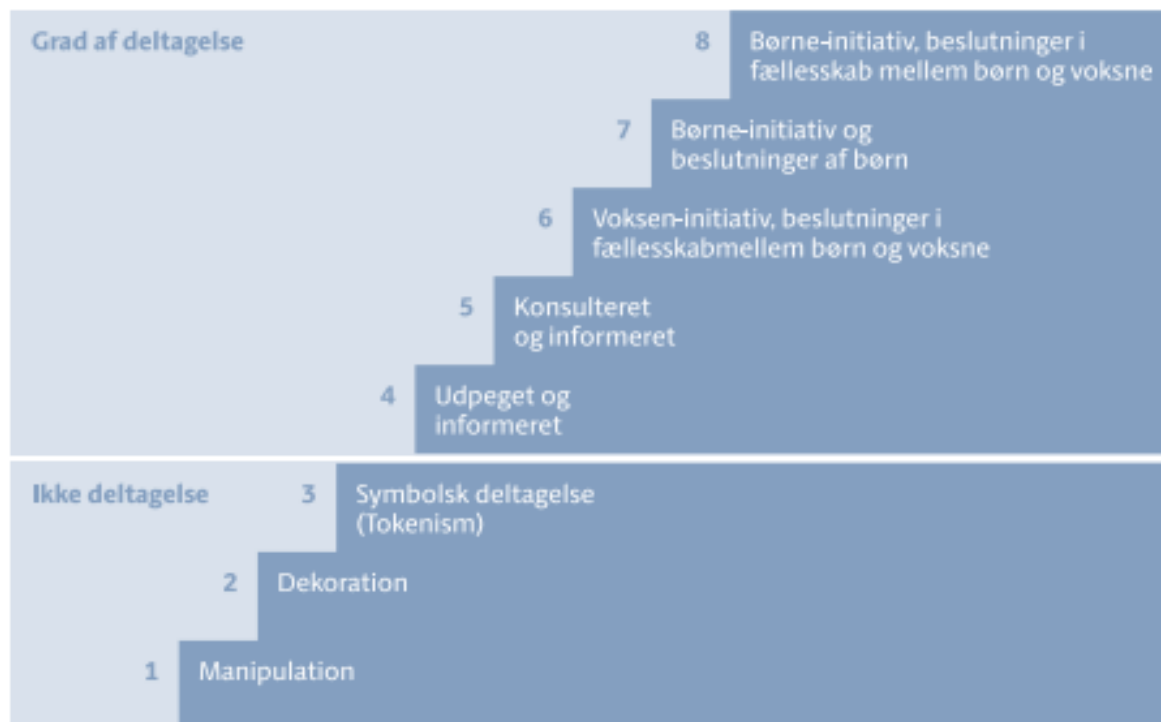 Grad af deltagelse
8
Børne-initiativ, beslutninger i
fællesskab mellem børn og voksne
7
Børne-initiativ og
beslutninger af børn
6
Voksen-initiativ, beslutninger i
fællesskabmellem børn og voksne
5
Konsulteret
og informeret
4
Udpeget og
informeret
Ikke deltagelse
3
Symbolsk deltagelse
(Tokenism)
2
Dekoration
1
Manipulation